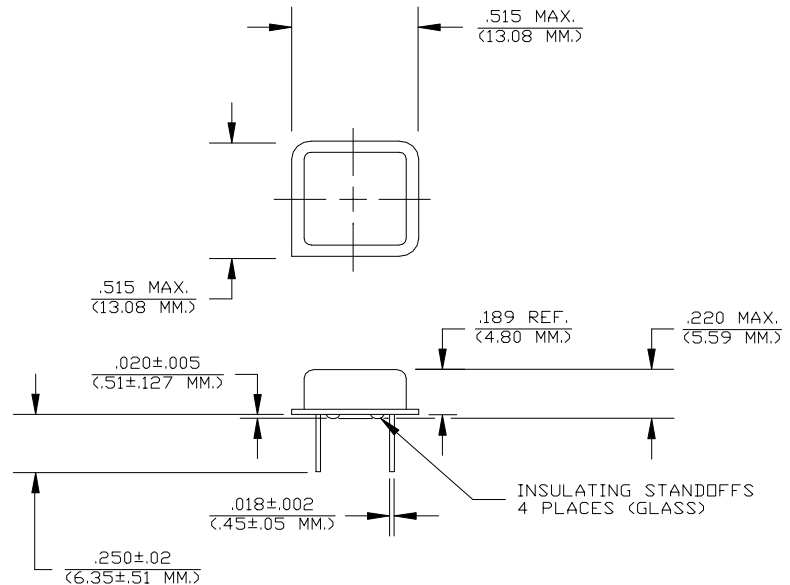 .515 MAX.
(13.08 MM.)
.515 MAX.
(13.08 MM.)
.189 REF.
(4.80 MM.)
.220 MAX.
(5.59 MM.)
.020±.005
(.51±.127 MM.)
.018±.002
(.45±.05 MM.)
INSULATING STANDOFFS
4 PLACES (GLASS)
.250±.02
(6.35±.51 MM.)